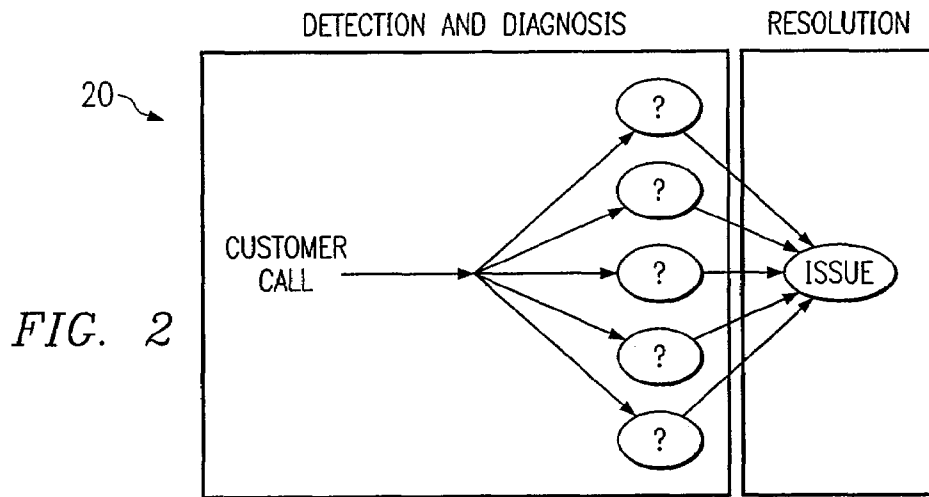 DETECTION AND DIAGNOSIS
RESOLUTION
20
?
?
CUSTOMER
CALL
?
ISSUE
FIG. 2
?
?